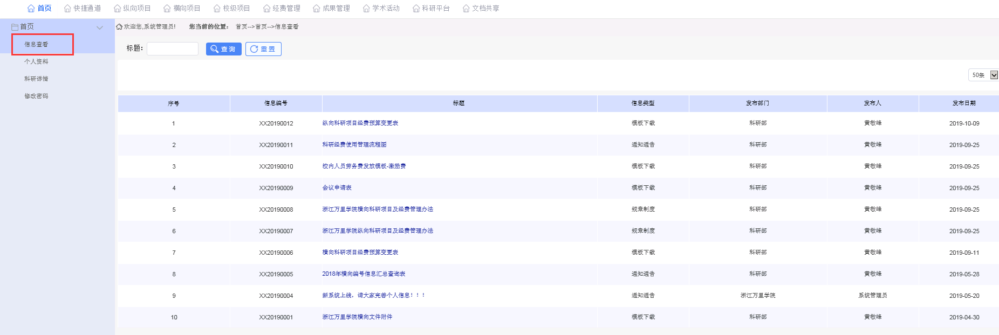 首页 快捷通道 纵向项目 横向项目 校级项目 经费管理 成果管理 学术活动 科研平台 文档共享
首页
信息查看
个人资料
科研详情
修改密码
欢迎您,系统管理员! 您当前的位置: 首页-->首页-->信息查看
标题: 查询 重置
50条
序号 信息编号 标题 信息类型 发布部门 发布人 发布日期
1 XX20190012 纵向科研项目经费预算变更表 模板下载 科研部 黄敬峰 2019-10-09
2 XX20190011 科研经费使用管理流程图 通知通告 科研部 黄敬峰 2019-09-25
3 XX20190010 校内人员劳务费发放模板-激励费 模板下载 科研部 黄敬峰 2019-09-25
4 XX20190009 会议申请表 模板下载 科研部 黄敬峰 2019-09-25
5 XX20190008 浙江万里学院横向科研项目及经费管理办法 规章制度 科研部 黄敬峰 2019-09-25
6 XX20190007 浙江万里学院纵向科研项目及经费管理办法 规章制度 科研部 黄敬峰 2019-09-25
7 XX20190006 横向科研项目经费预算变更表 模板下载 科研部 黄敬峰 2019-09-11
8 XX20190005 2018年横向编号信息汇总查询表 通知通告 科研部 黄敬峰 2019-05-28
9 XX20190004 新系统上线，请大家完善个人信息！！！ 通知通告 浙江万里学院 系统管理员 2019-05-20
10 XX20190001 浙江万里学院横向文件附件 模板下载 科研部 黄敬峰 2019-04-30